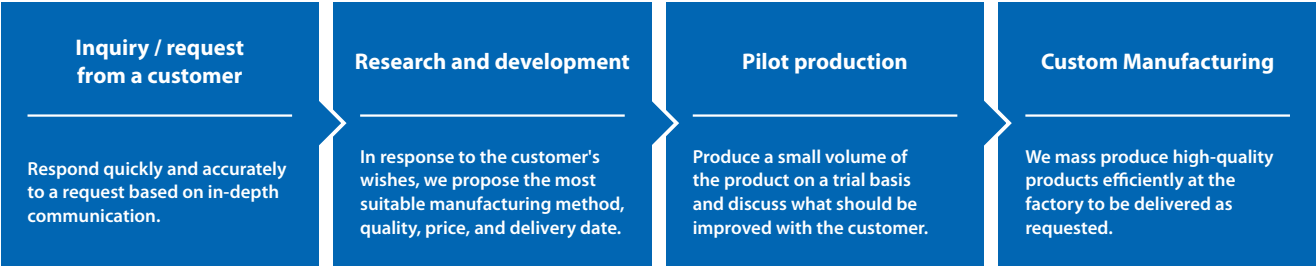 Inquiry / request
from a customer
Respond quickly and accurately
to a request based on in-depth
communication.
Research and development
In response to the customer's
wishes, we propose the most
suitable manufacturing method,
quality, price, and delivery date.
Pilot production
Produce a small volume of
the product on a trial basis
and discuss what should be
improved with the customer.
Custom Manufacturing
We mass produce high-quality
products efficiently at the
factory to be delivered as
requested.